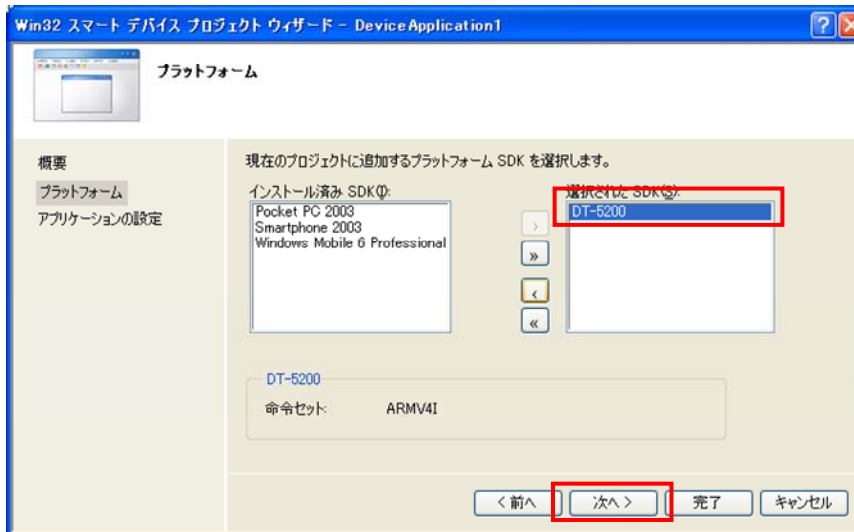 Win32 スマート デバイス プロジェクト ウィザード - DeviceApplication1
プラットフォーム
概要
プラットフォーム
アプリケーションの設定
現在のプロジェクトに追加するプラットフォーム SDK を選択します。
インストール済み SDK(I):
Pocket PC 2003
Smartphone 2003
Windows Mobile 6 Professional
選択された SDK(S):
DT-5200
DT-5200
命令セット:
ARMV4I
< 前へ
次へ >
完了
キャンセル